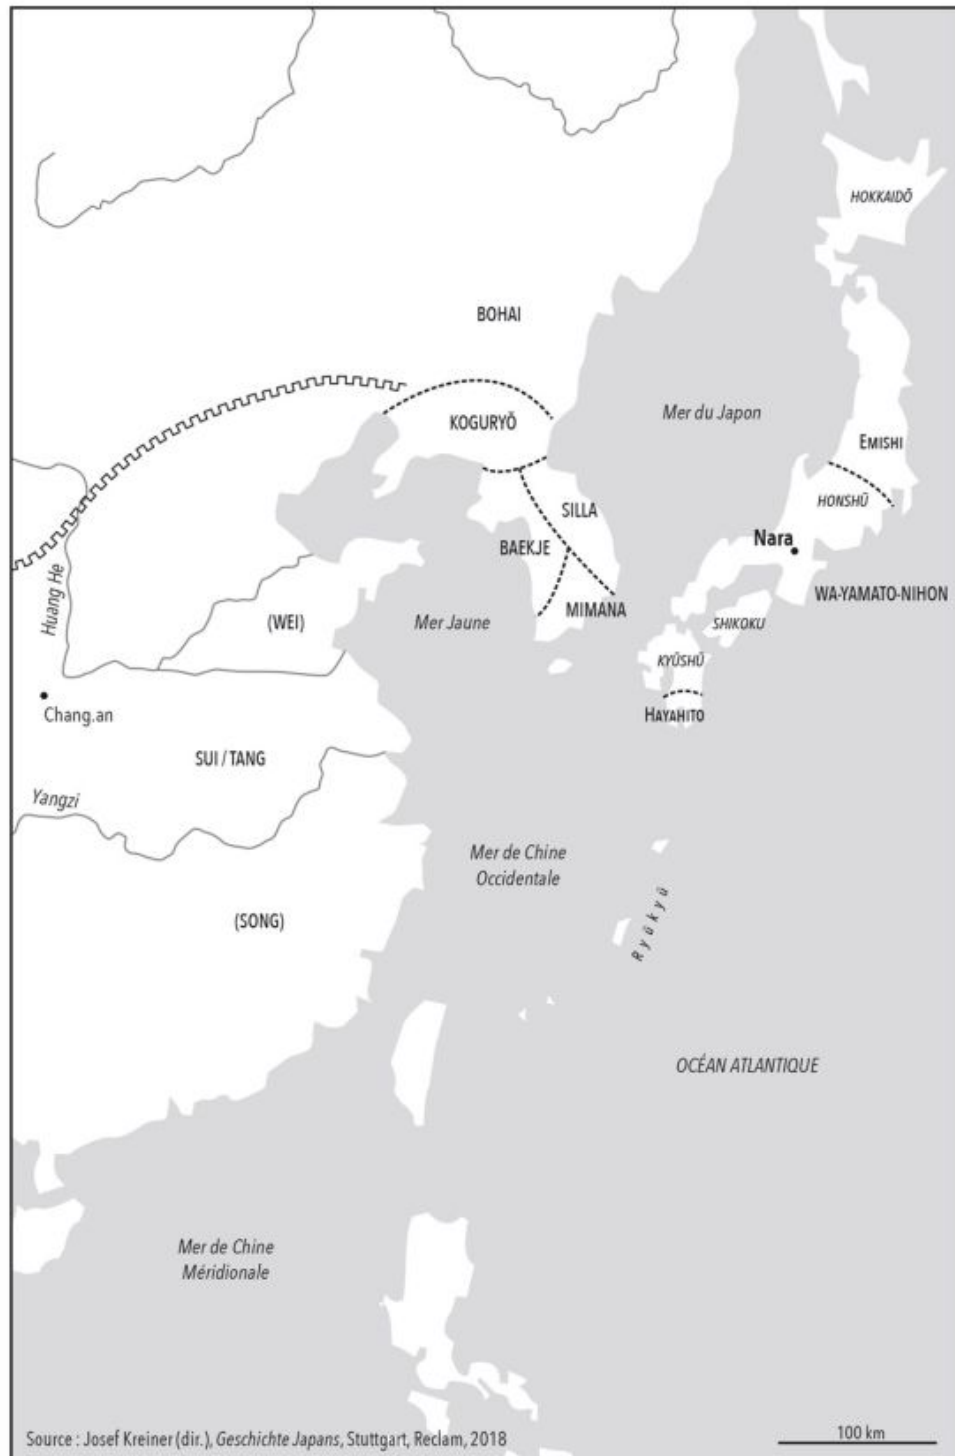 HOKKAIDŌ
BOHAI
Mer du Japon
KOGURYŌ
EMISHI
HONSHŪ
SILLA
BAEKJE
Nara
WA-YAMATO-NIHON
MIMANA
Huang He
(WEI)
Mer Jaune
SHIKOKU
KYŪSHŪ
HAYAHITO
Chang.an
SUI / TANG
Yangzi
Mer de Chine
Occidentale
(SONG)
Ryūkyū
OCÉAN ATLANTIQUE
Mer de Chine
Méridionale
100 km
Source : Josef Kreiner (dir.), Geschichte Japans, Stuttgart, Reclam, 2018